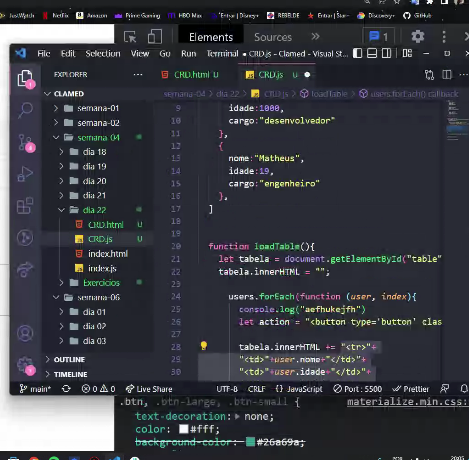 JustWatch Netflix Amazon Prime Gaming HBO Max Entrar | Disney+ REBELDE Entrar | Star+ Discovery+ GitHub
Elements Sources » 1
File Edit Selection View Go Run Terminal CRD.js - Clamed - Visual St...
EXPLORER ... CRD.html U CRD.js U
CLAMED
semana-04 > dia 22 > JS CRD.js > loadTable > users.forEach() callback
semana-01
semana-02
semana-04
dia 18
dia 19
dia 20
dia 21
dia 22
CRD.html U
JS CRD.js U
index.html
JS index.js
Exercicios
semana-06
dia 01
dia 02
dia 03
OUTLINE
TIMELINE
9 idade:1000,
10 cargo:"desenvolvedor"
11 },
12 {
13 nome:"Matheus",
14 idade:19,
15 cargo:"engenheiro"
16 },
17 ]
18
19
20 function loadTable(){
21 let tabela = document.getElementById("table"
22 tabela.innerHTML = "";
23
24 users.forEach(function (user, index){
25 console.log("aefhukejfh")
26 let action = "<button type='button' clas
27
28 tabela.innerHTML += "<tr>"+
29 "<td>"+user.nome+"</td>"+
30 "<td>"+user.idade+"</td>"+
main* 0 0 Live Share UTF-8 CRLF {} JavaScript Port : 5500 Prettier
.btn, .btn-large, .btn-small { materialize.min.css:
text-decoration: none;
color: #fff;
background-color: #26a69a;